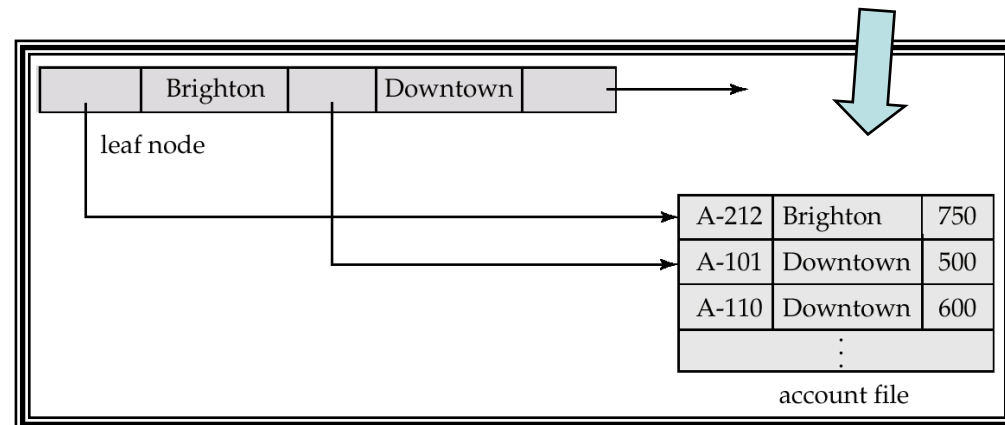 Brighton Downtown
leaf node
A-212 Brighton 750
A-101 Downtown 500
A-110 Downtown 600
⋮
account file